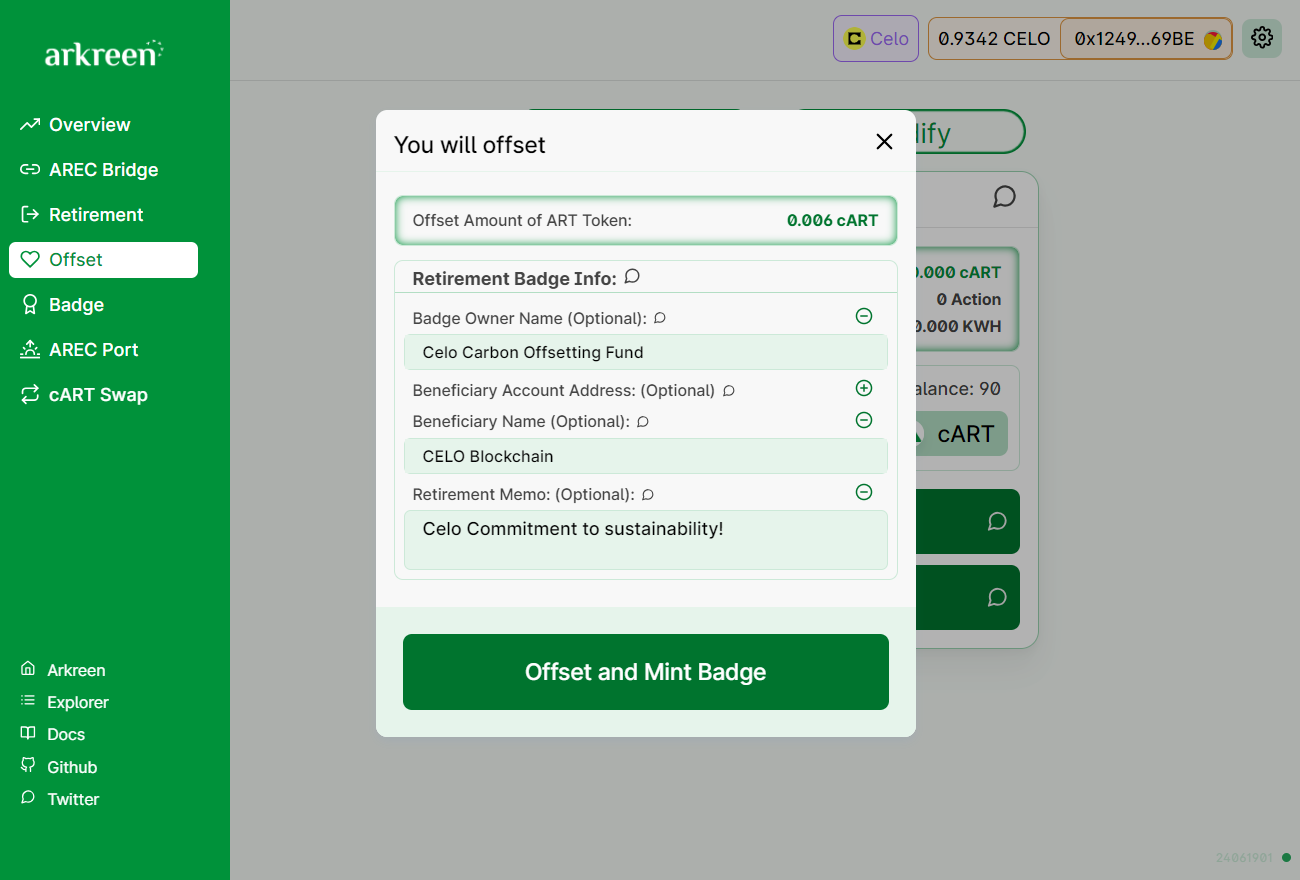 arkreen
Celo
0.9342 CELO
0x1249...69BE
Overview
AREC Bridge
Retirement
Offset
Badge
AREC Port
cART Swap
You will offset
Offset Amount of ART Token:
0.006 cART
Retirement Badge Info:
Badge Owner Name (Optional):
Celo Carbon Offsetting Fund
Beneficiary Account Address: (Optional)
Beneficiary Name (Optional):
CELO Blockchain
Retirement Memo: (Optional):
Celo Commitment to sustainability!
Offset and Mint Badge
.000 cART
0 Action
.000 KWH
alance: 90
cART
Arkreen
Explorer
Docs
Github
Twitter
24061901